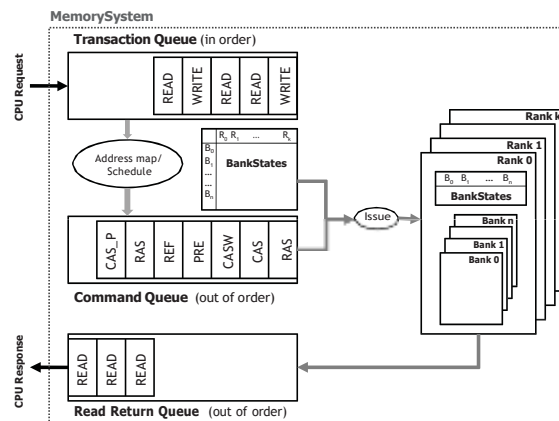 MemorySystem
Transaction Queue (in order)
CPU Request
READ
WRITE
READ
READ
WRITE
Address map/
Schedule
R0 R1 ... Rk
B0
B1
...
...
Bn
BankStates
CAS_P
RAS
REF
PRE
CASW
CAS
RAS
Command Queue (out of order)
Issue
Rank k
Rank 1
Rank 0
B0 B1 ... Bn
BankStates
Bank n
Bank 1
Bank 0
CPU Response
READ
READ
READ
Read Return Queue (out of order)